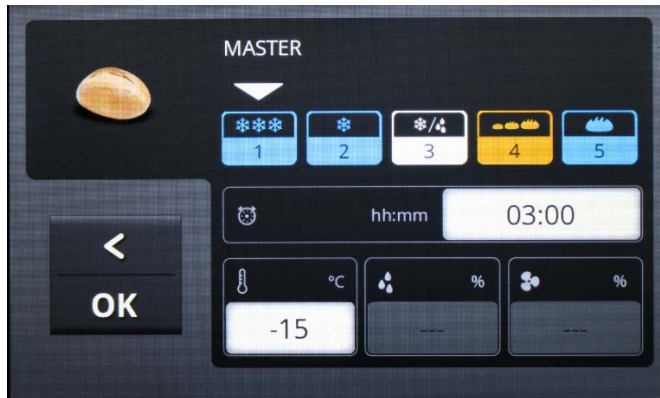 MASTER
1 2 3 4 5
hh:mm 03:00
°C % %
-15 --- ---
<
OK